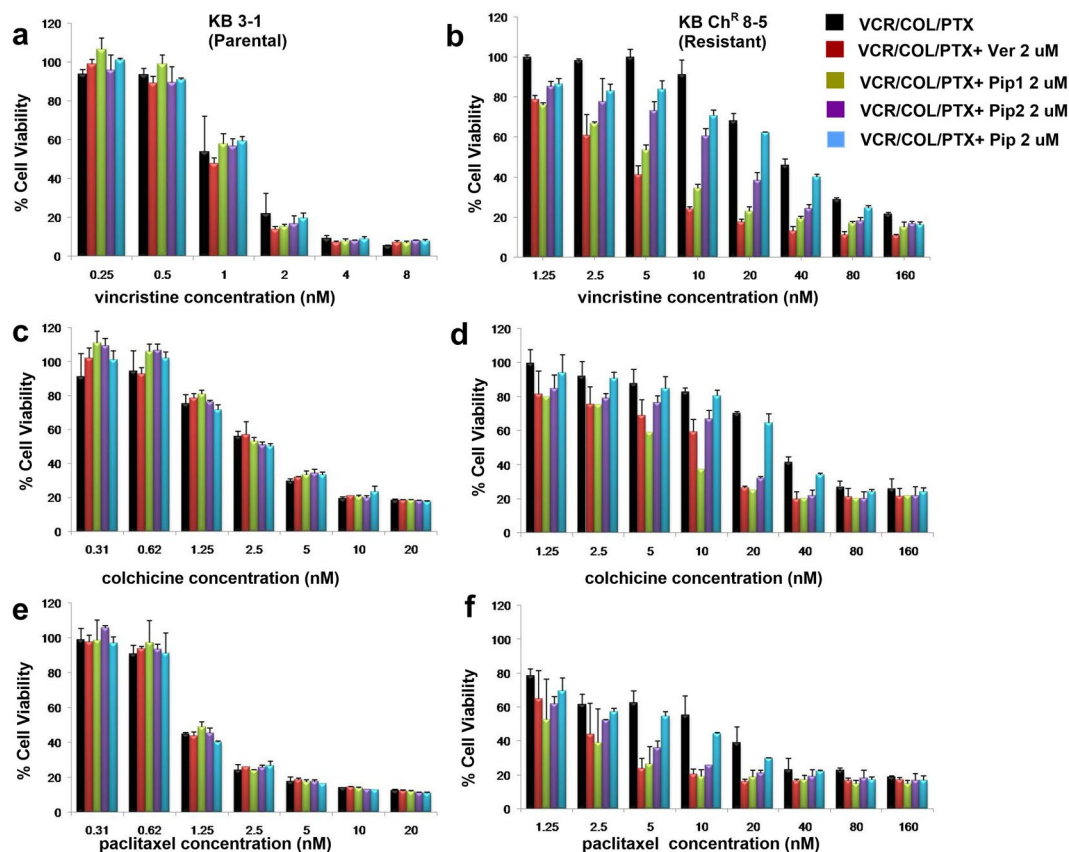 a
KB 3-1
(Parental)
% Cell Viability
120
100
80
60
40
20
0
0.25 0.5 1 2 4 8
vincristine concentration (nM)
b
KB Ch^R 8-5
(Resistant)
% Cell Viability
120
100
80
60
40
20
0
1.25 2.5 5 10 20 40 80 160
vincristine concentration (nM)
VCR/COL/PTX
VCR/COL/PTX+ Ver 2 uM
VCR/COL/PTX+ Pip1 2 uM
VCR/COL/PTX+ Pip2 2 uM
VCR/COL/PTX+ Pip 2 uM
c
% Cell Viability
120
100
80
60
40
20
0
0.31 0.62 1.25 2.5 5 10 20
colchicine concentration (nM)
d
% Cell Viability
120
100
80
60
40
20
0
1.25 2.5 5 10 20 40 80 160
colchicine concentration (nM)
e
% Cell Viability
120
100
80
60
40
20
0
0.31 0.62 1.25 2.5 5 10 20
paclitaxel concentration (nM)
f
% Cell Viability
120
100
80
60
40
20
0
1.25 2.5 5 10 20 40 80 160
paclitaxel concentration (nM)